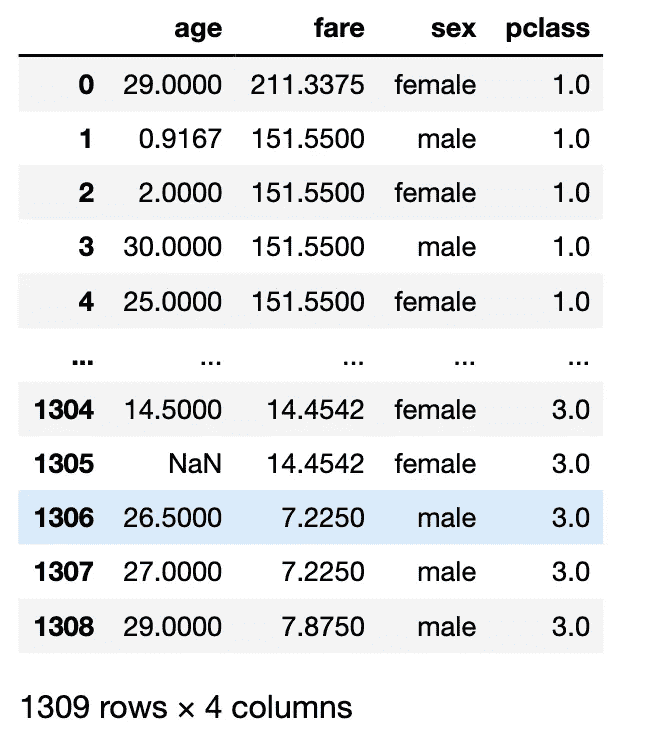 age fare sex pclass
0 29.0000 211.3375 female 1.0
1 0.9167 151.5500 male 1.0
2 2.0000 151.5500 female 1.0
3 30.0000 151.5500 male 1.0
4 25.0000 151.5500 female 1.0
... ... ... ... ...
1304 14.5000 14.4542 female 3.0
1305 NaN 14.4542 female 3.0
1306 26.5000 7.2250 male 3.0
1307 27.0000 7.2250 male 3.0
1308 29.0000 7.8750 male 3.0
1309 rows × 4 columns